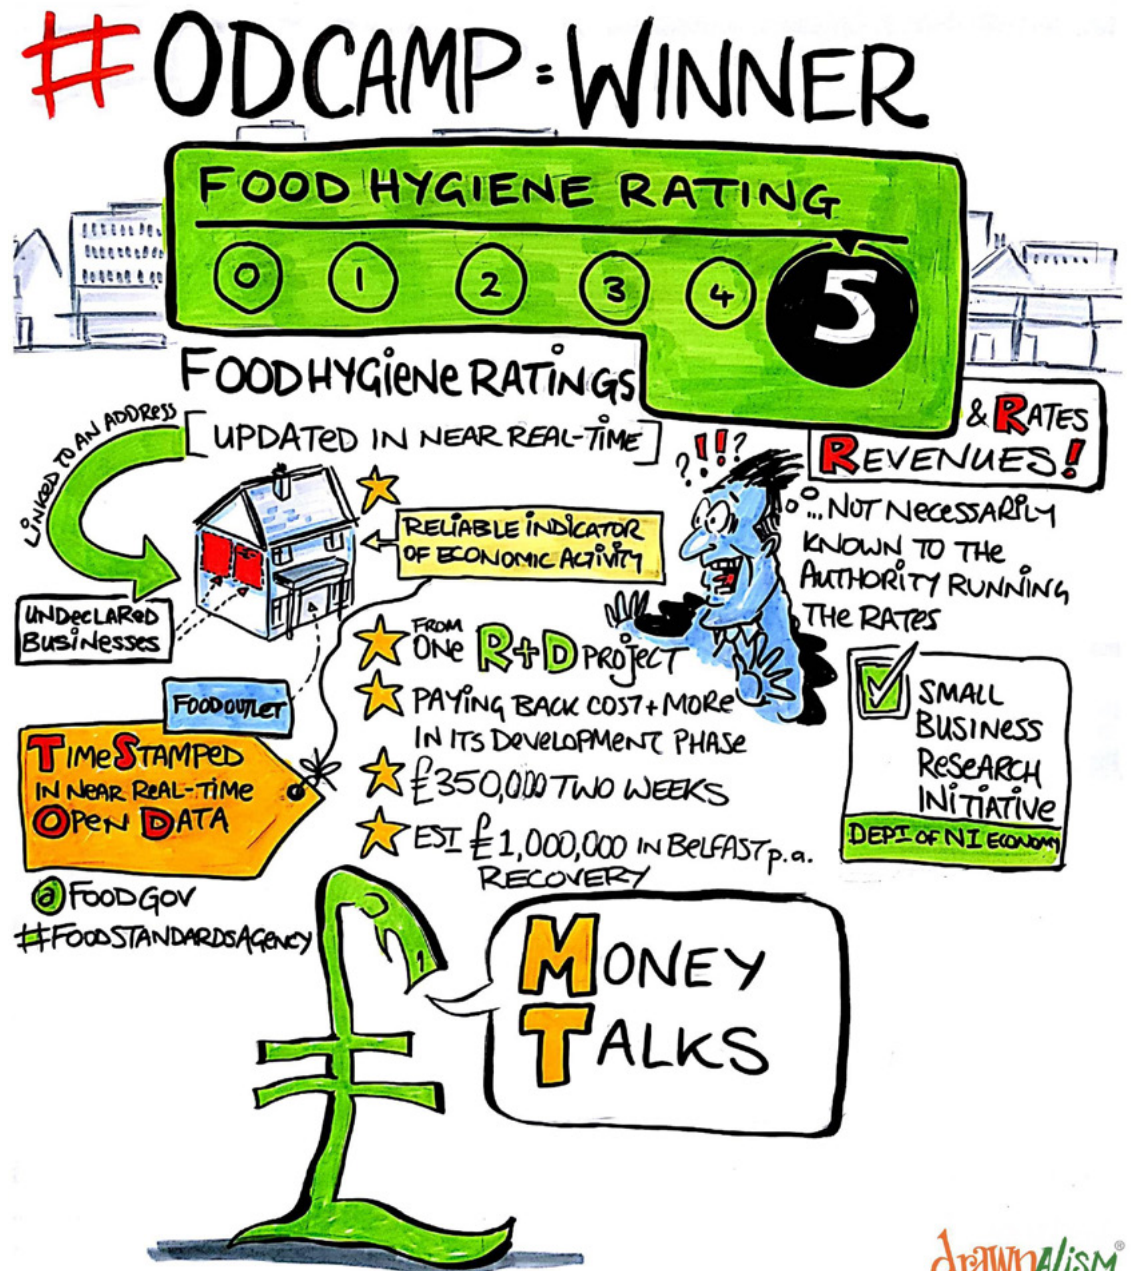 #ODCAMP=WINNER
FOOD HYGIENE RATING
0 1 2 3 4 5
FOOD HYGIENE RATINGS
[UPDATED IN NEAR REAL-TIME]
LINKED TO AN ADDRESS
& RATES
REVENUES!
?!!?
...NOT NECESSARILY
KNOWN TO THE
AUTHORITY RUNNING
THE RATES
RELIABLE INDICATOR
OF ECONOMIC ACTIVITY
UNDECLARED
BUSINESSES
FOOD OUTLET
TIME STAMPED
IN NEAR REAL-TIME
OPEN DATA
@FOODGOV
#FOODSTANDARDSAGENCY
FROM
ONE R+D PROJECT
PAYING BACK COST + MORE
IN ITS DEVELOPMENT PHASE
£350,000 TWO WEEKS
EST £1,000,000 IN BELFAST p.a.
RECOVERY
SMALL
BUSINESS
RESEARCH
INITIATIVE
DEPT OF NI ECONOMY
MONEY
TALKS
drawnalism®